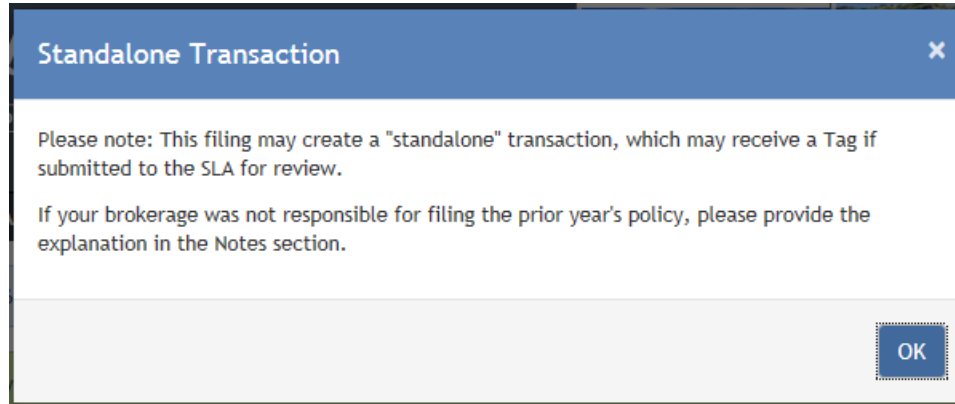 Standalone Transaction
×
Please note: This filing may create a "standalone" transaction, which may receive a Tag if
submitted to the SLA for review.
If your brokerage was not responsible for filing the prior year's policy, please provide the
explanation in the Notes section.
OK